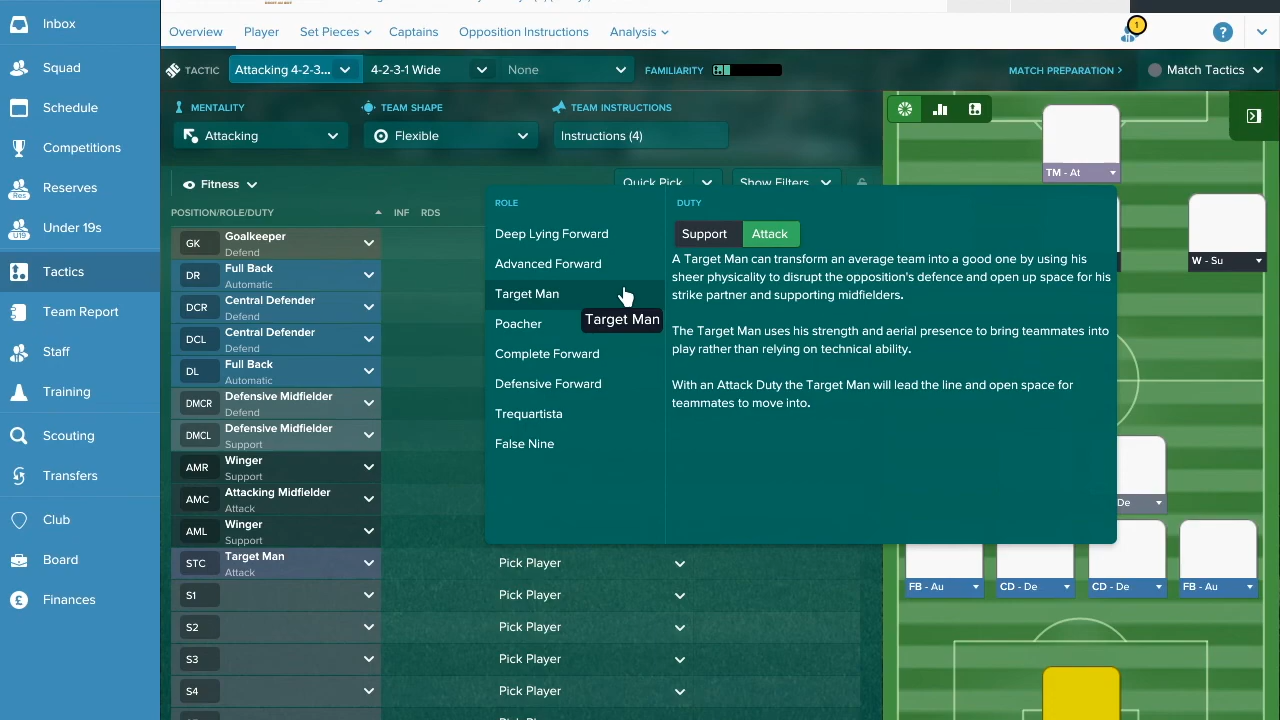 Inbox
Squad
Schedule
Competitions
Res
Reserves
U19
Under 19s
Tactics
Team Report
Staff
Training
Scouting
Transfers
Club
Board
Finances
Overview Player Set Pieces Captains Opposition Instructions Analysis 1 ?
TACTIC Attacking 4-2-3... 4-2-3-1 Wide None FAMILIARITY MATCH PREPARATION > Match Tactics
MENTALITY TEAM SHAPE TEAM INSTRUCTIONS
Attacking Flexible Instructions (4)
Fitness Quick Pick Show Filters
POSITION/ROLE/DUTY INF RDS
GK Goalkeeper
Defend
DR Full Back
Automatic
DCR Central Defender
Defend
DCL Central Defender
Defend
DL Full Back
Automatic
DMCR Defensive Midfielder
Defend
DMCL Defensive Midfielder
Support
AMR Winger
Support
AMC Attacking Midfielder
Attack
AML Winger
Support
STC Target Man
Attack
Pick Player
S1 Pick Player
S2 Pick Player
S3 Pick Player
S4 Pick Player
ROLE
Deep Lying Forward
Advanced Forward
Target Man
Target Man
Poacher
Complete Forward
Defensive Forward
Trequartista
False Nine
DUTY
Support Attack
A Target Man can transform an average team into a good one by using his
sheer physicality to disrupt the opposition's defence and open up space for his
strike partner and supporting midfielders.
The Target Man uses his strength and aerial presence to bring teammates into
play rather than relying on technical ability.
With an Attack Duty the Target Man will lead the line and open space for
teammates to move into.
TM - At
W - Su
De
FB - Au CD - De CD - De FB - Au